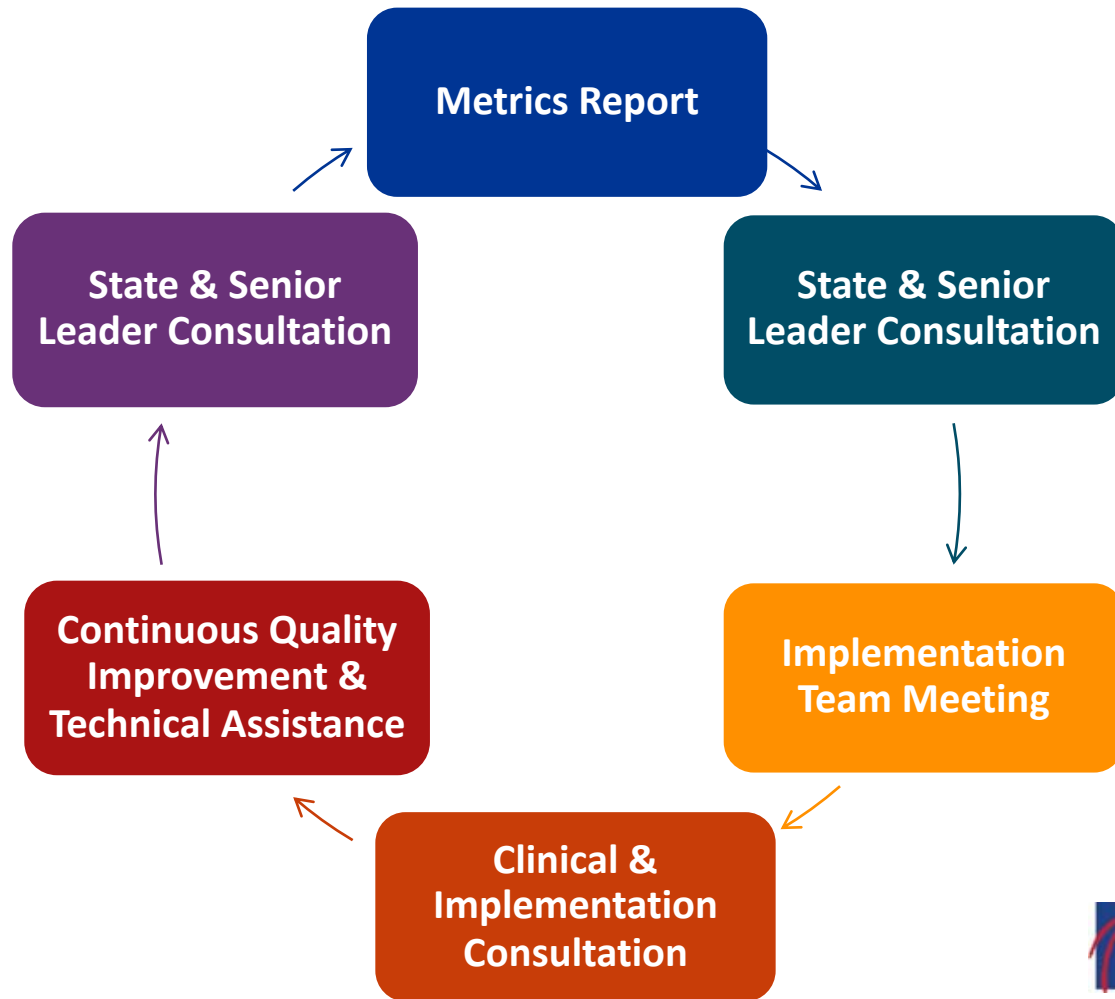 Metrics Report
State & Senior
Leader Consultation
State & Senior
Leader Consultation
Implementation
Team Meeting
Continuous Quality
Improvement &
Technical Assistance
Clinical &
Implementation
Consultation